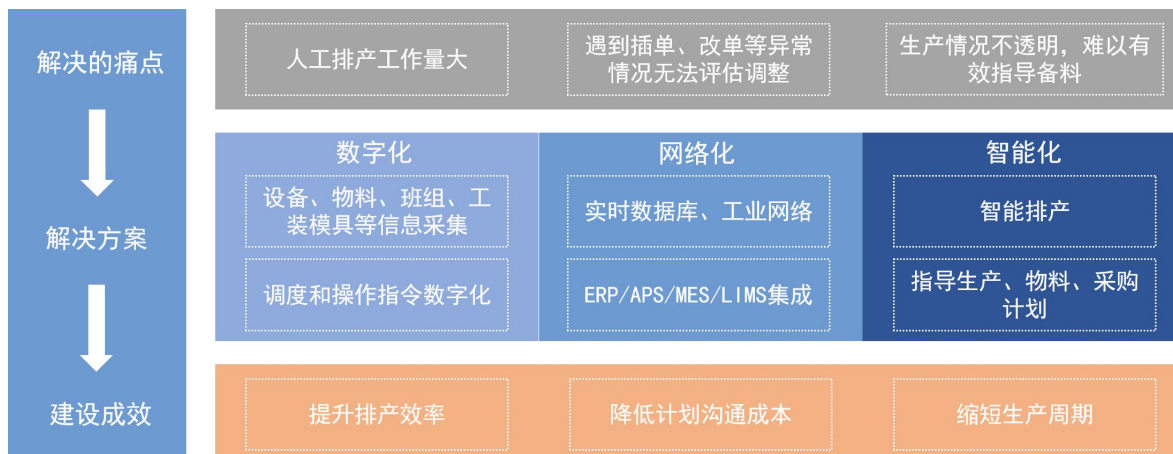 解决的痛点
人工排产工作量大
遇到插单、改单等异常
情况无法评估调整
生产情况不透明，难以有
效指导备料
解决方案
数字化
设备、物料、班组、工
装模具等信息采集
调度和操作指令数字化
网络化
实时数据库、工业网络
ERP/APS/MES/LIMS集成
智能化
智能排产
指导生产、物料、采购
计划
建设成效
提升排产效率
降低计划沟通成本
缩短生产周期